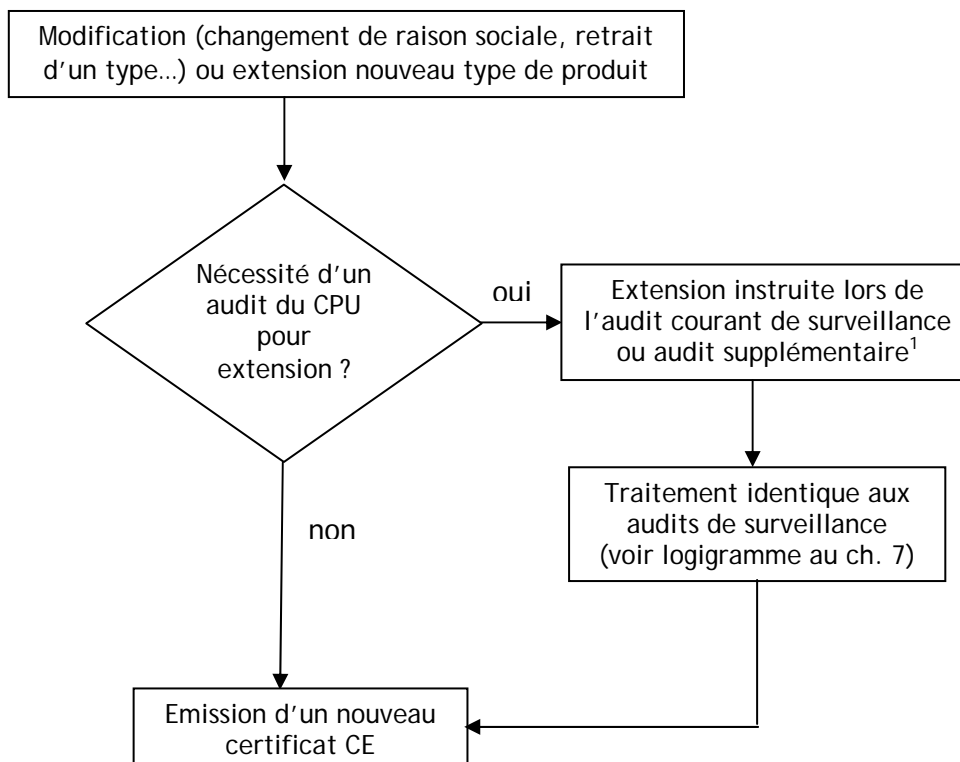 Modification (changement de raison sociale, retrait
d'un type...) ou extension nouveau type de produit
Nécessité d'un
audit du CPU
pour
extension ?
oui
Extension instruite lors de
l'audit courant de surveillance
ou audit supplémentaire¹
non
Traitement identique aux
audits de surveillance
(voir logigramme au ch. 7)
Emission d'un nouveau
certificat CE